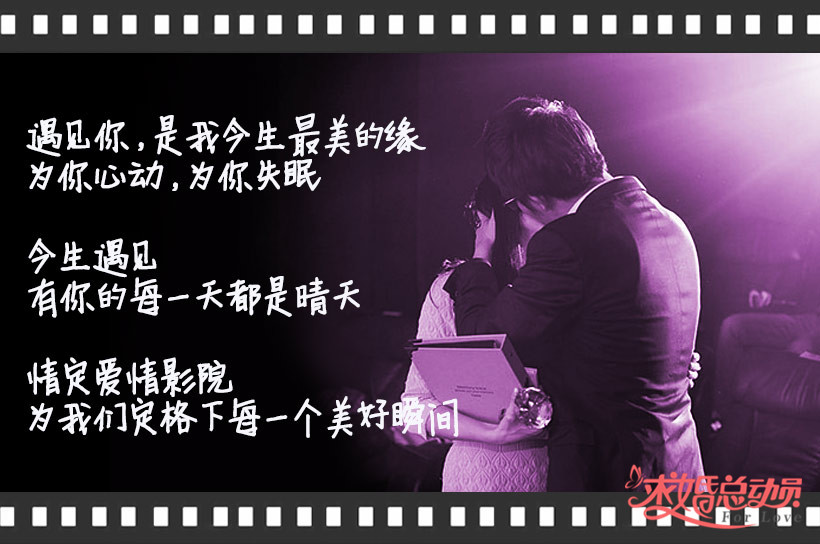 遇见你,是我今生最美的缘
为你心动,为你失眠
今生遇见
有你的每一天都是晴天
情定爱情影院
为我们定格下每一个美好瞬间
求婚总动员
For Love